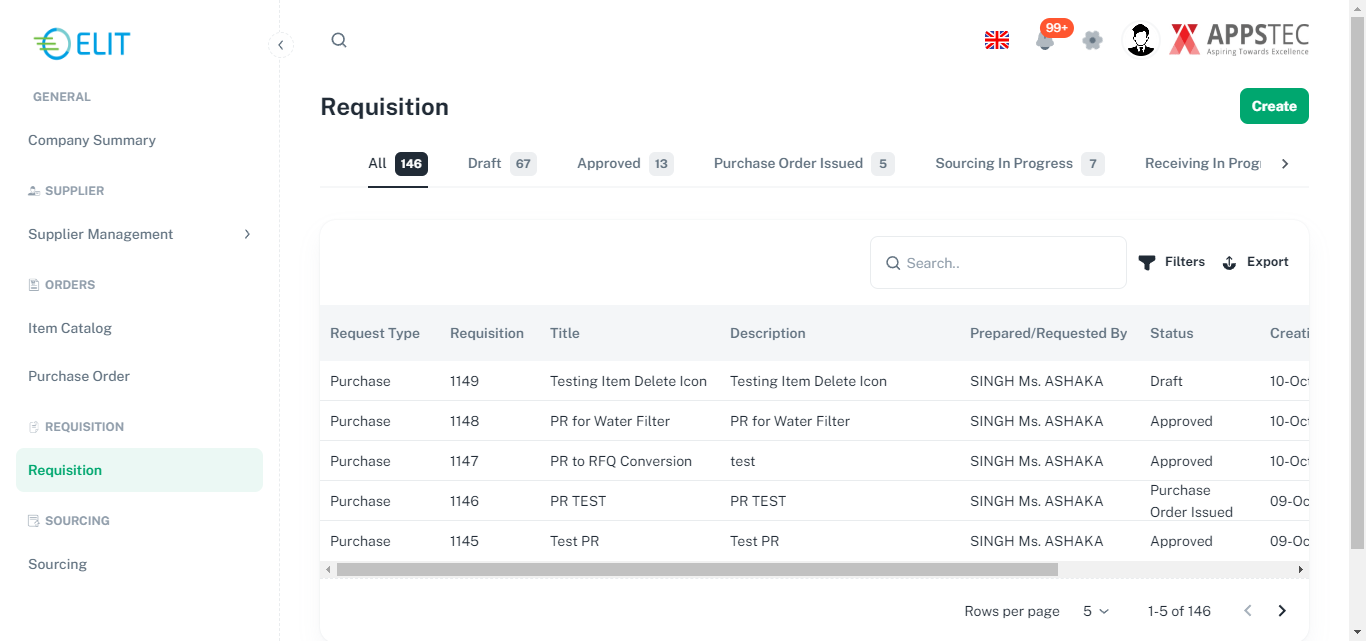 ELIT
99+
APPSTEC
Aspiring Towards Excellence
GENERAL
Company Summary
SUPPLIER
Supplier Management
ORDERS
Item Catalog
Purchase Order
REQUISITION
Requisition
SOURCING
Sourcing
Requisition
Create
All 146 Draft 67 Approved 13 Purchase Order Issued 5 Sourcing In Progress 7 Receiving In Prog
Search..
Filters
Export
Request Type Requisition Title Description Prepared/Requested By Status Creati
Purchase 1149 Testing Item Delete Icon Testing Item Delete Icon SINGH Ms. ASHAKA Draft 10-Oct
Purchase 1148 PR for Water Filter PR for Water Filter SINGH Ms. ASHAKA Approved 10-Oct
Purchase 1147 PR to RFQ Conversion test SINGH Ms. ASHAKA Approved 10-Oct
Purchase 1146 PR TEST PR TEST SINGH Ms. ASHAKA Purchase Order Issued 09-Oc
Purchase 1145 Test PR Test PR SINGH Ms. ASHAKA Approved 09-Oc
Rows per page 5 1-5 of 146